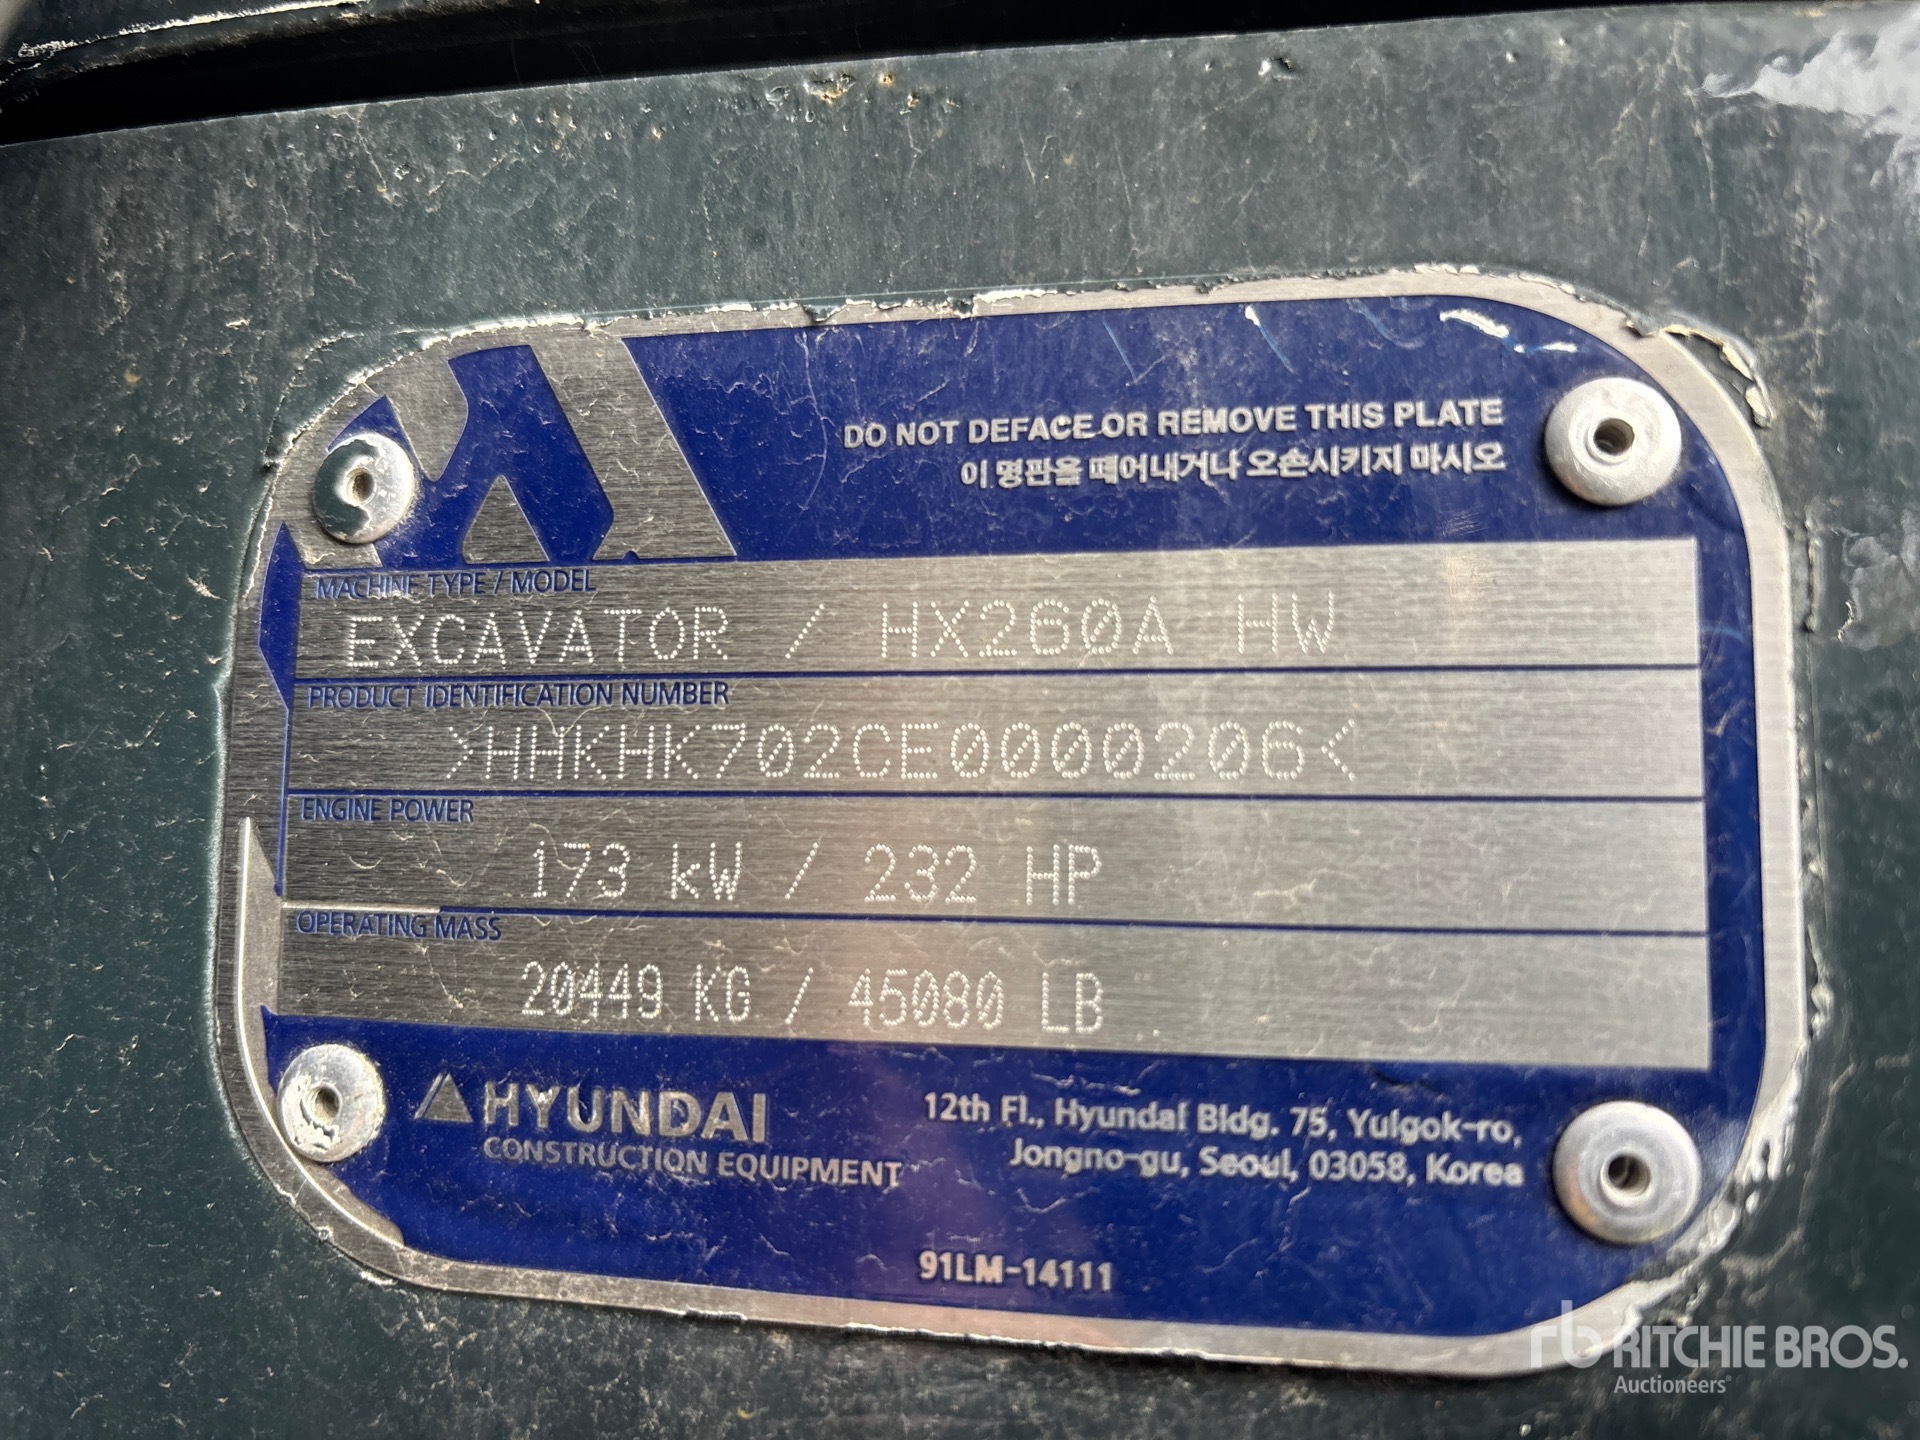 DO NOT DEFACE OR REMOVE THIS PLATE
이 명판을 떼어내거나 오손시키지 마시오
MACHINE TYPE / MODEL
EXCAVATOR / HX260A HW
PRODUCT IDENTIFICATION NUMBER
>HHKHK702CE0000206<
ENGINE POWER
173 kW / 232 HP
OPERATING MASS
20449 KG / 45080 LB
HYUNDAI
CONSTRUCTION EQUIPMENT
12th Fl., Hyundai Bldg. 75, Yulgok-ro,
Jongno-gu, Seoul, 03058, Korea
91LM-14111
rb RITCHIE BROS.
Auctioneers